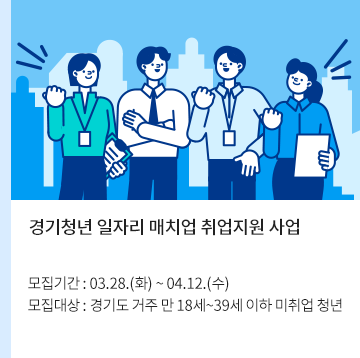 경기청년 일자리 매치업 취업지원 사업
모집기간 : 03.28.(화) ~ 04.12.(수)
모집대상 : 경기도 거주 만 18세~39세 이하 미취업 청년